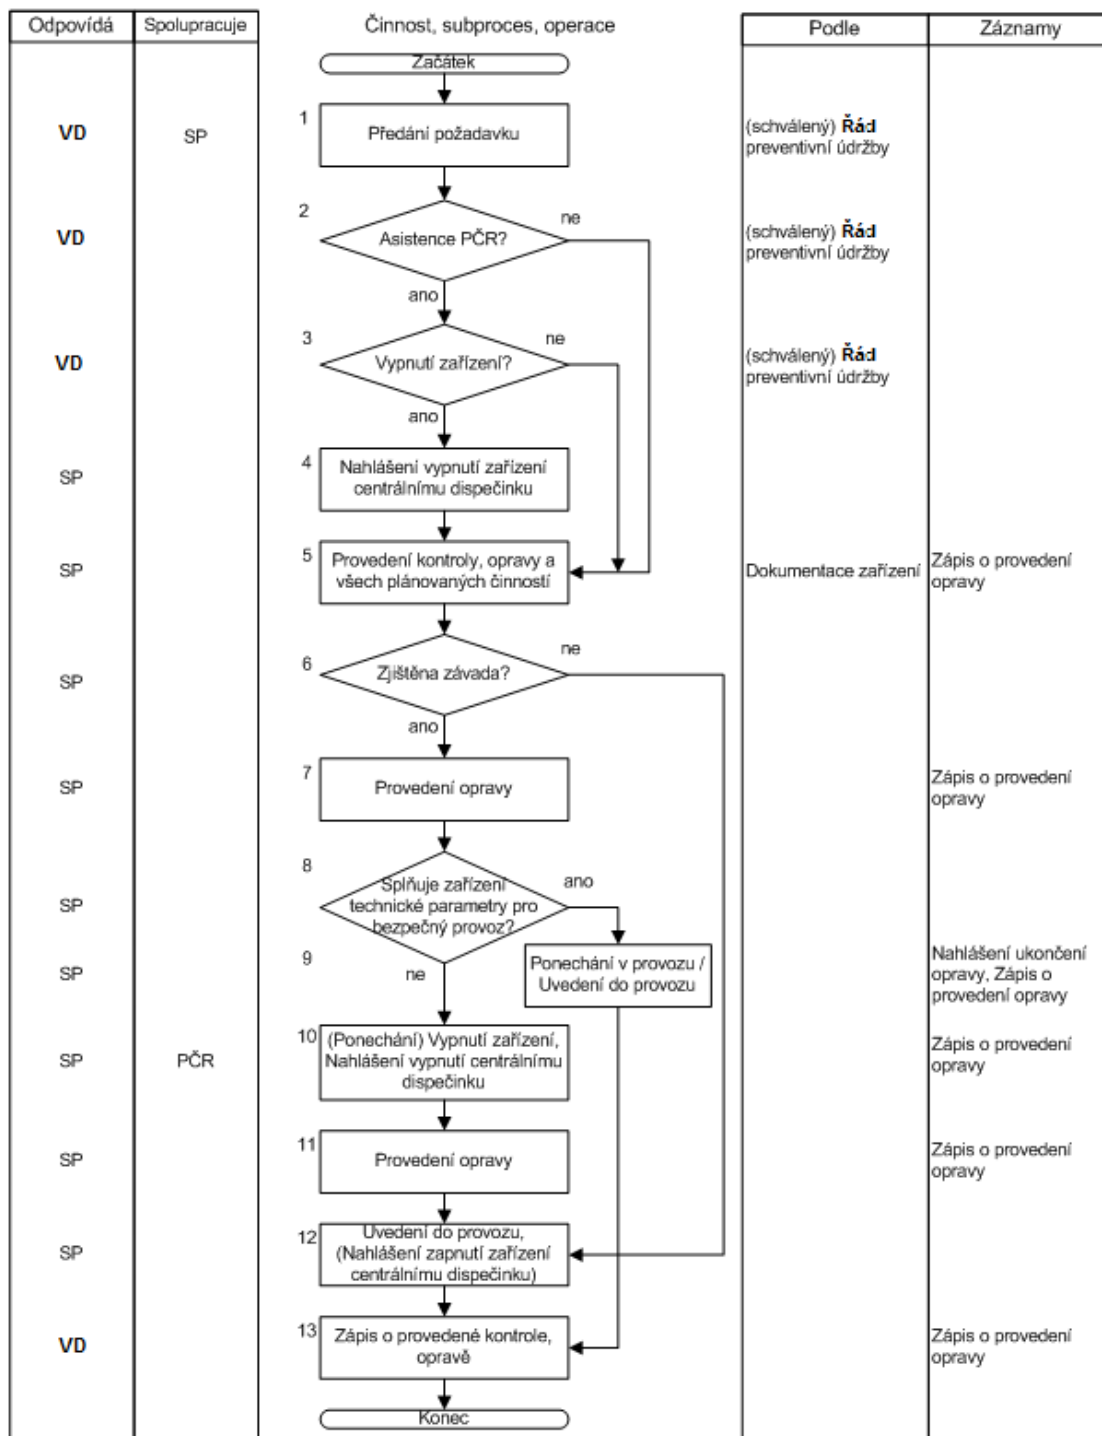 Odpovídá
Spolupracuje
Činnost, subproces, operace
Podle
Záznamy
Začátek
1
VD
SP
Předání požadavku
(schválený) Řád
preventivní údržby
2
VD
Asistence PČR?
ne
ano
(schválený) Řád
preventivní údržby
3
VD
Vypnutí zařízení?
ne
ano
(schválený) Řád
preventivní údržby
4
SP
Nahlášení vypnutí zařízení
centrálnímu dispečinku
5
SP
Provedení kontroly, opravy a
všech plánovaných činností
Dokumentace zařízení
Zápis o provedení
opravy
6
SP
Zjištěna závada?
ne
ano
7
SP
Provedení opravy
Zápis o provedení
opravy
8
SP
Splňuje zařízení
technické parametry pro
bezpečný provoz?
ano
ne
9
SP
Ponechání v provozu /
Uvedení do provozu
Nahlášení ukončení
opravy, Zápis o
provedení opravy
10
SP
PČR
(Ponechání) Vypnutí zařízení,
Nahlášení vypnutí centrálnímu
dispečinku
Zápis o provedení
opravy
11
SP
Provedení opravy
Zápis o provedení
opravy
12
SP
Uvedení do provozu,
(Nahlášení zapnutí zařízení
centrálnímu dispečinku)
13
VD
Zápis o provedené kontrole,
opravě
Zápis o provedení
opravy
Konec